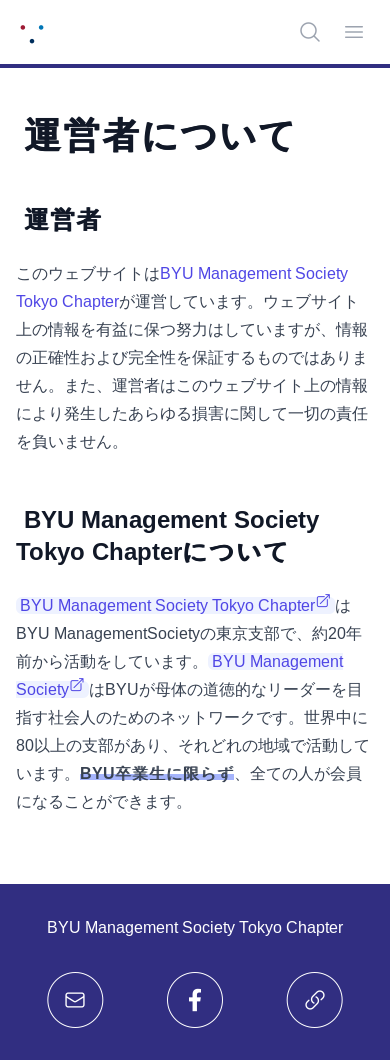 運営者について
運営者
このウェブサイトはBYU Management Society
Tokyo Chapterが運営しています。ウェブサイト
上の情報を有益に保つ努力はしていますが、情報
の正確性および完全性を保証するものではありま
せん。また、運営者はこのウェブサイト上の情報
により発生したあらゆる損害に関して一切の責任
を負いません。
BYU Management Society
Tokyo Chapterについて
BYU Management Society Tokyo Chapterは
BYU ManagementSocietyの東京支部で、約20年
前から活動をしています。BYU Management
SocietyはBYUが母体の道徳的なリーダーを目
指す社会人のためのネットワークです。世界中に
80以上の支部があり、それぞれの地域で活動して
います。BYU卒業生に限らず、全ての人が会員
になることができます。
BYU Management Society Tokyo Chapter